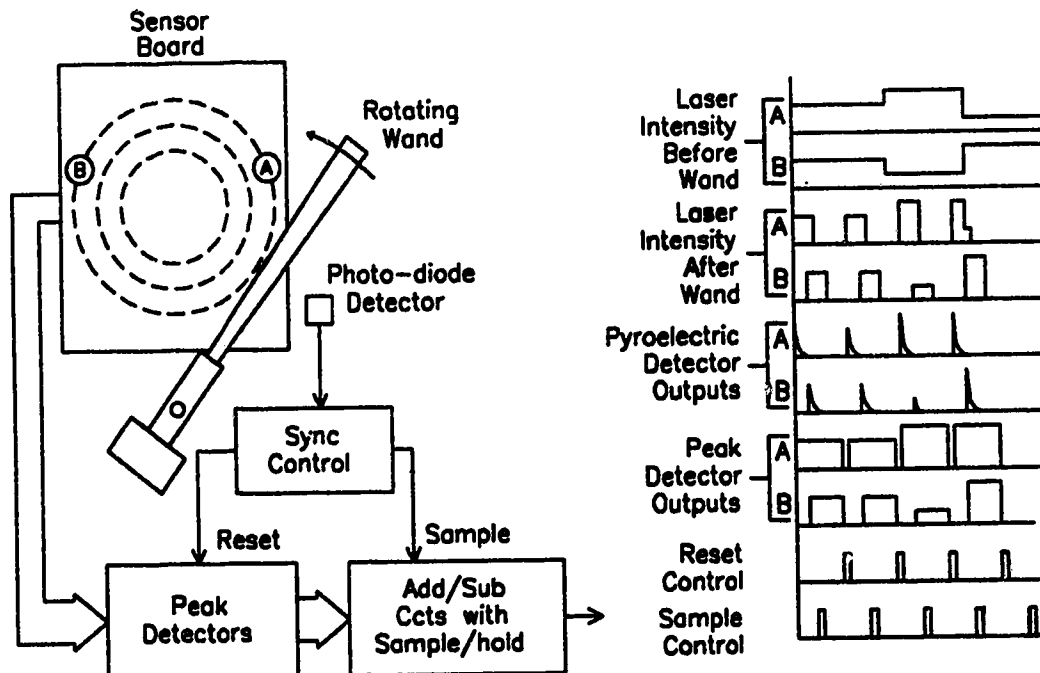 Sensor
Board
B
A
Rotating
Wand
Photo-diode
Detector
Sync
Control
Reset
Sample
Peak
Detectors
Add/Sub
Ccts with
Sample/hold
Laser
Intensity
Before
Wand
A
B
Laser
Intensity
After
Wand
A
B
Pyroelectric
Detector
Outputs
A
B
Peak
Detector
Outputs
A
B
Reset
Control
Sample
Control